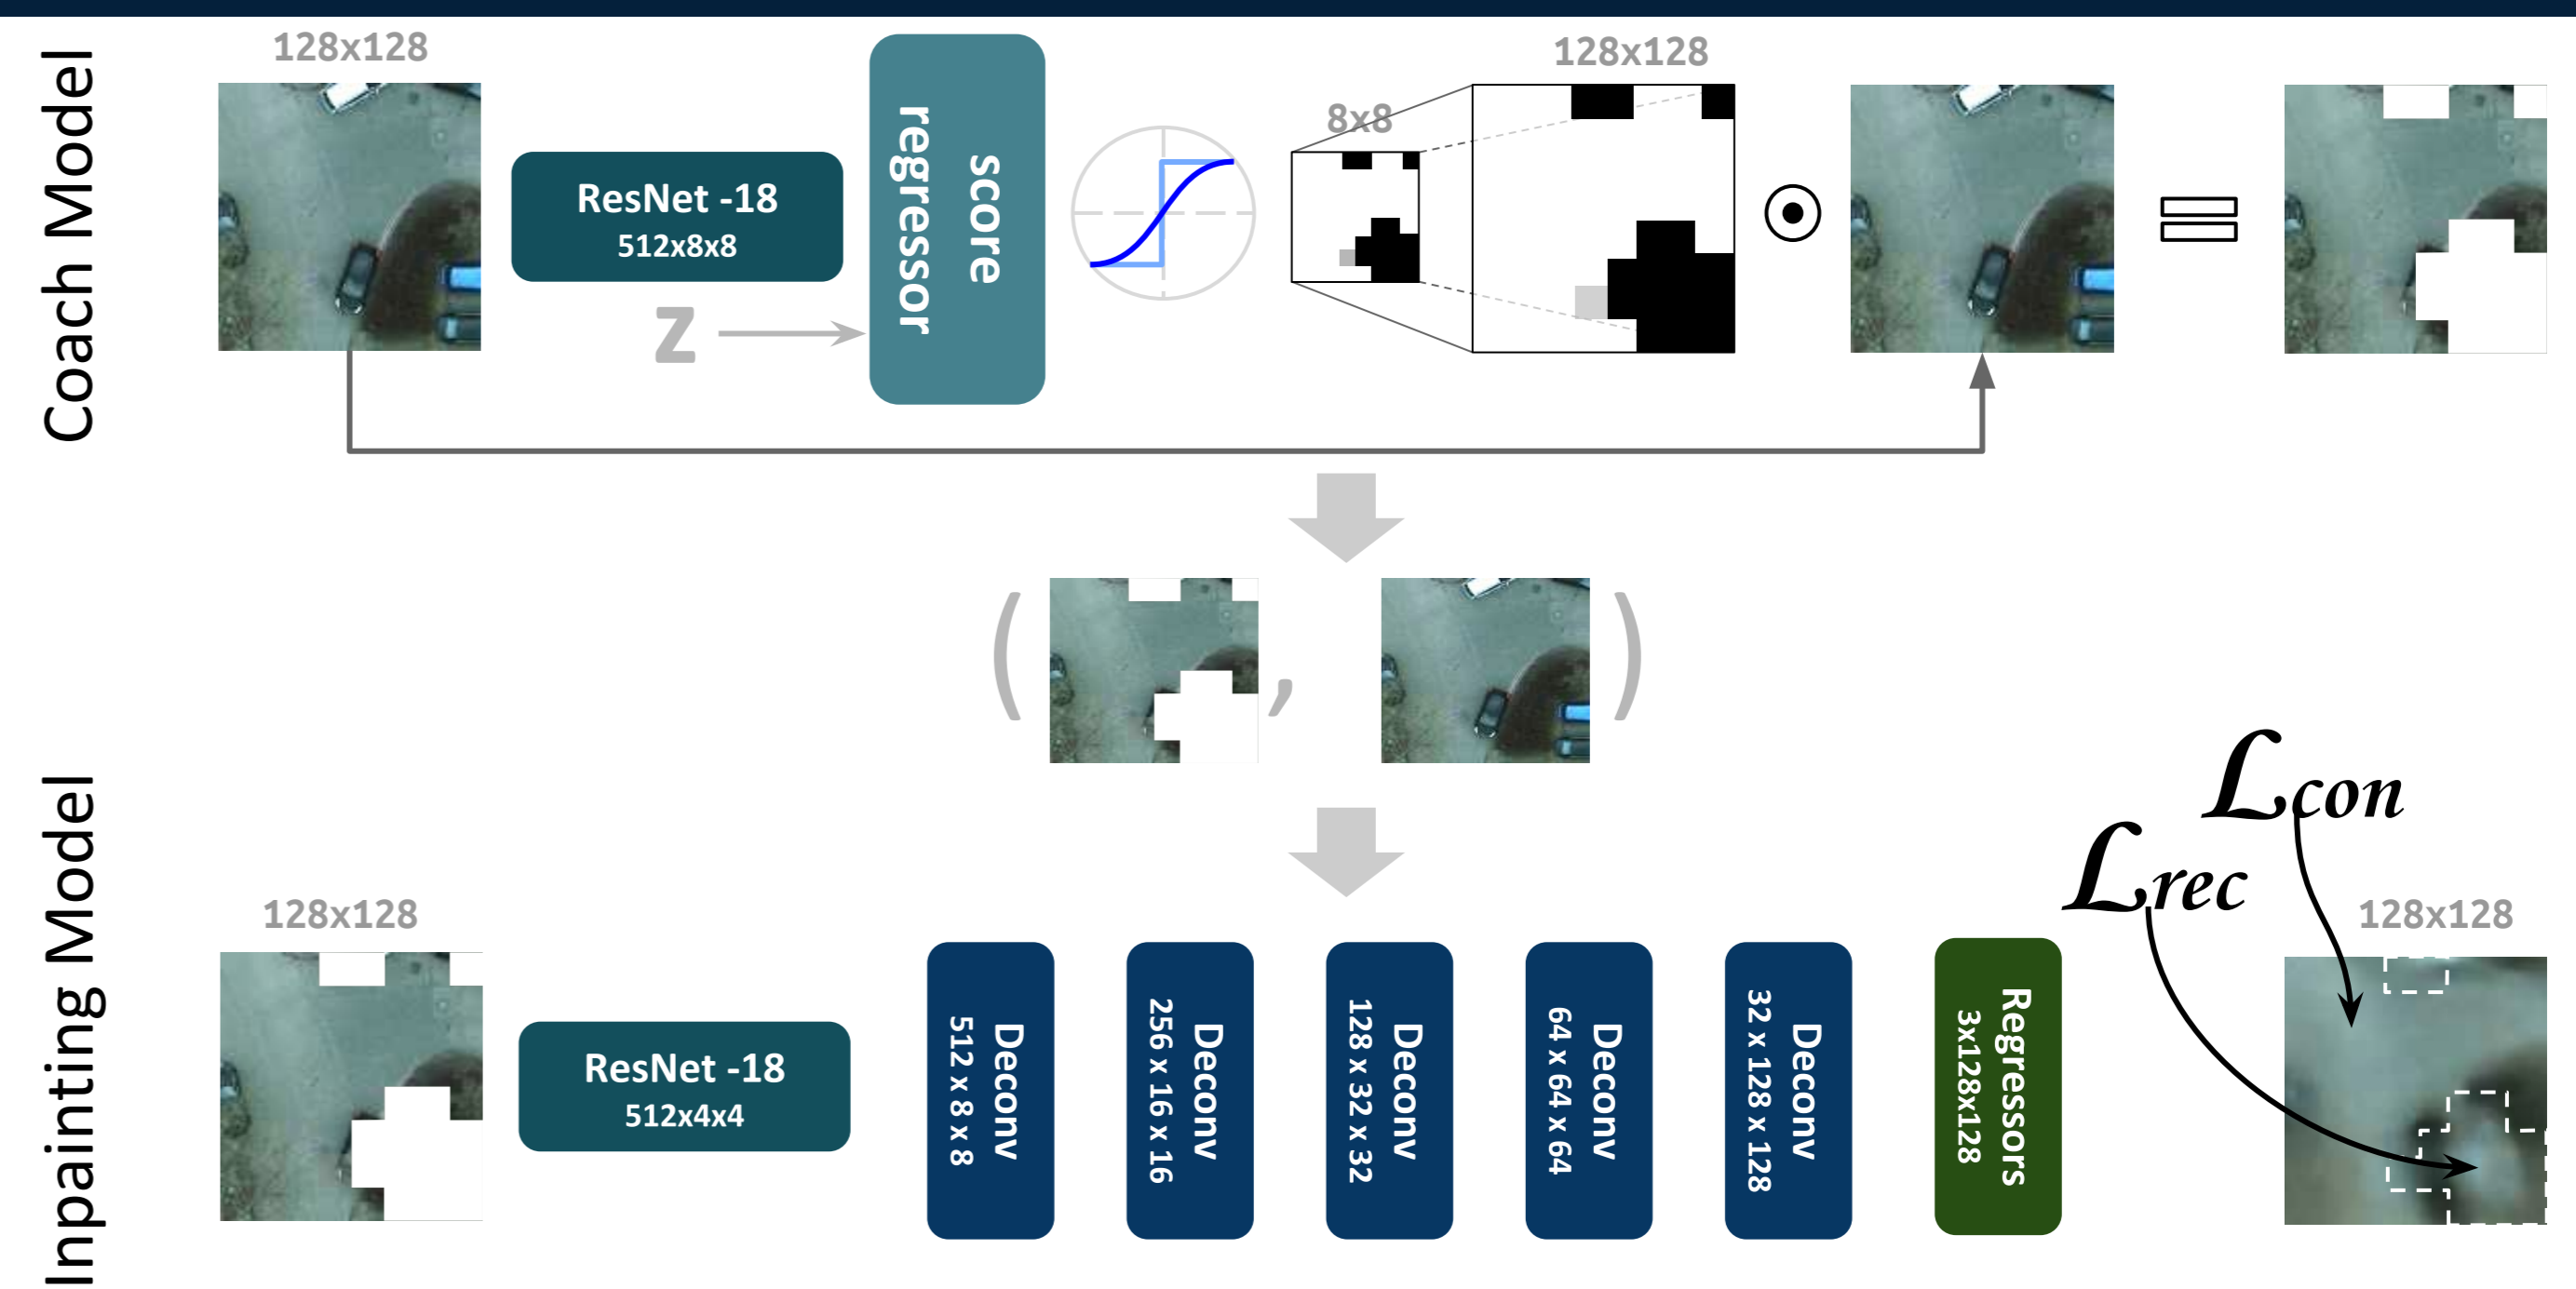 Coach Model
128x128
ResNet -18
512x8x8
z
score
regressor
8x8
128x128
( , )
Inpainting Model
128x128
ResNet -18
512x4x4
Deconv
512 x 8 x 8
Deconv
256 x 16 x 16
Deconv
128 x 32 x 32
Deconv
64 x 64 x 64
Deconv
32 x 128 x 128
Regressors
3x128x128
Lcon
Lrec
128x128